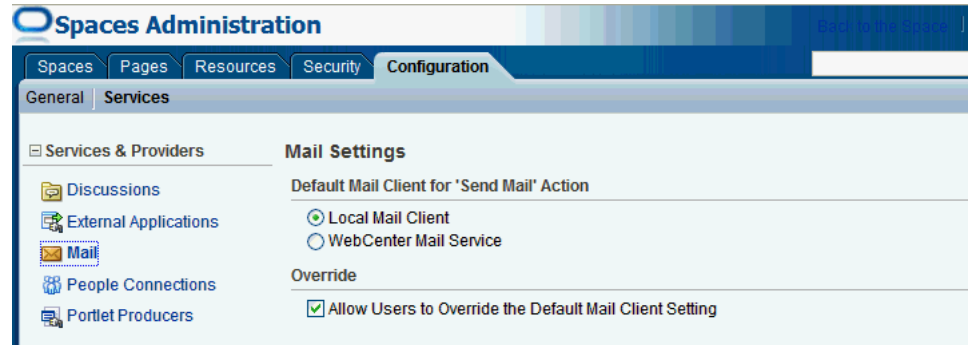 Spaces Administration
Back to the Space
Spaces Pages Resources Security Configuration
General Services
Services & Providers
Discussions
External Applications
Mail
People Connections
Portlet Producers
Mail Settings
Default Mail Client for 'Send Mail' Action
Local Mail Client
WebCenter Mail Service
Override
Allow Users to Override the Default Mail Client Setting